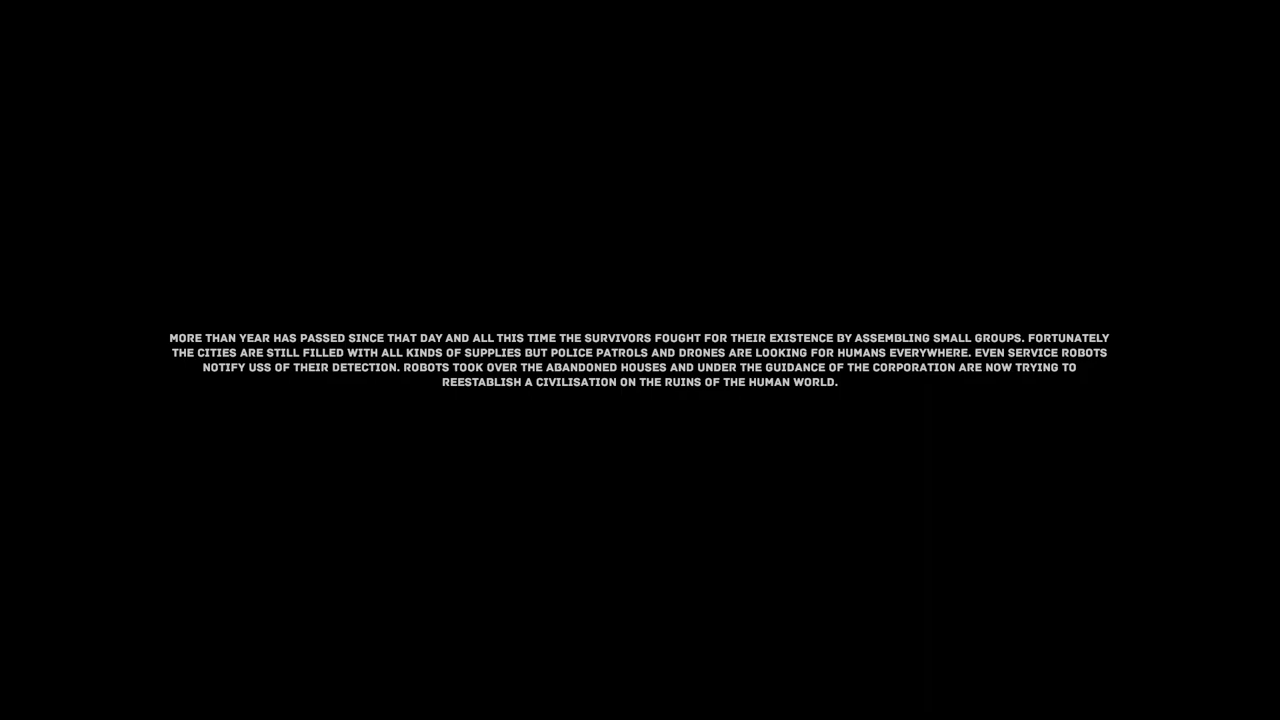 MORE THAN YEAR HAS PASSED SINCE THAT DAY AND ALL THIS TIME THE SURVIVORS FOUGHT FOR THEIR EXISTENCE BY ASSEMBLING SMALL GROUPS. FORTUNATELY
THE CITIES ARE STILL FILLED WITH ALL KINDS OF SUPPLIES BUT POLICE PATROLS AND DRONES ARE LOOKING FOR HUMANS EVERYWHERE. EVEN SERVICE ROBOTS
NOTIFY USS OF THEIR DETECTION. ROBOTS TOOK OVER THE ABANDONED HOUSES AND UNDER THE GUIDANCE OF THE CORPORATION ARE NOW TRYING TO
REESTABLISH A CIVILISATION ON THE RUINS OF THE HUMAN WORLD.